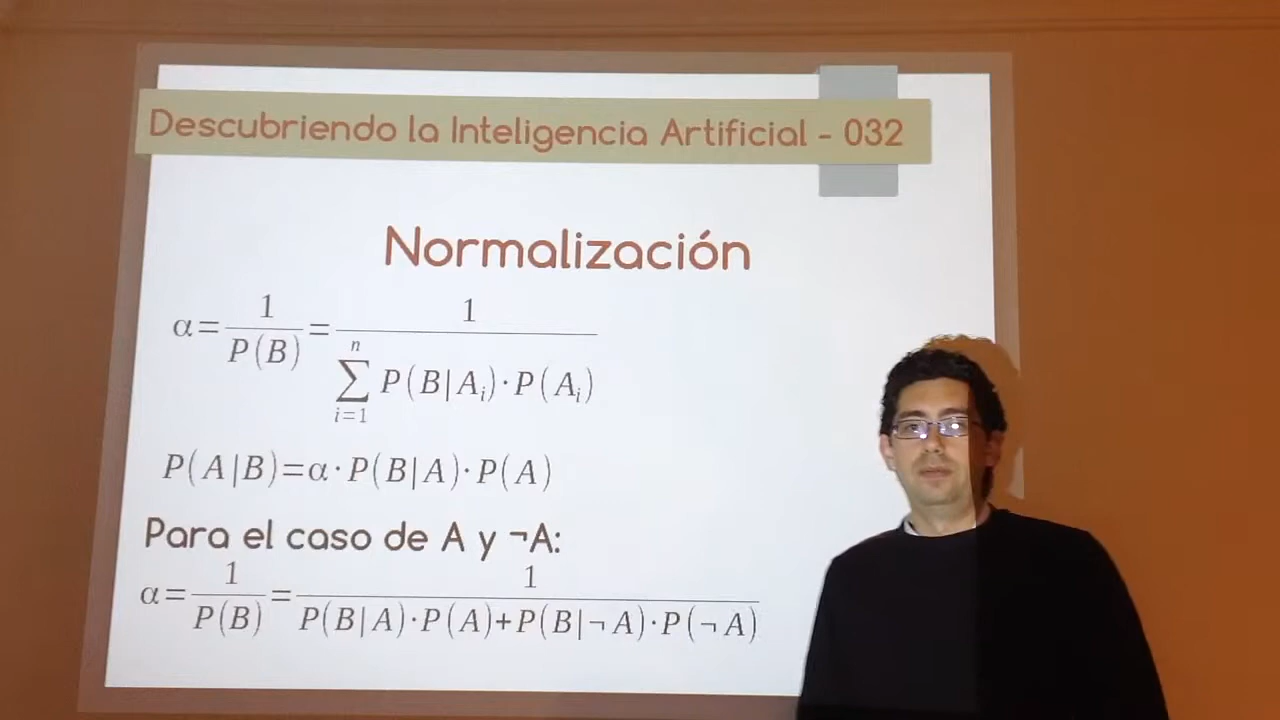 Descubriendo la Inteligencia Artificial - 032
Normalización
α = 1 / P(B) = 1 / ∑_{i=1}^{n} P(B|A_i)·P(A_i)
P(A|B)=α·P(B|A)·P(A)
Para el caso de A y ¬A:
α = 1 / P(B) = 1 / P(B|A)·P(A)+P(B|¬A)·P(¬A)